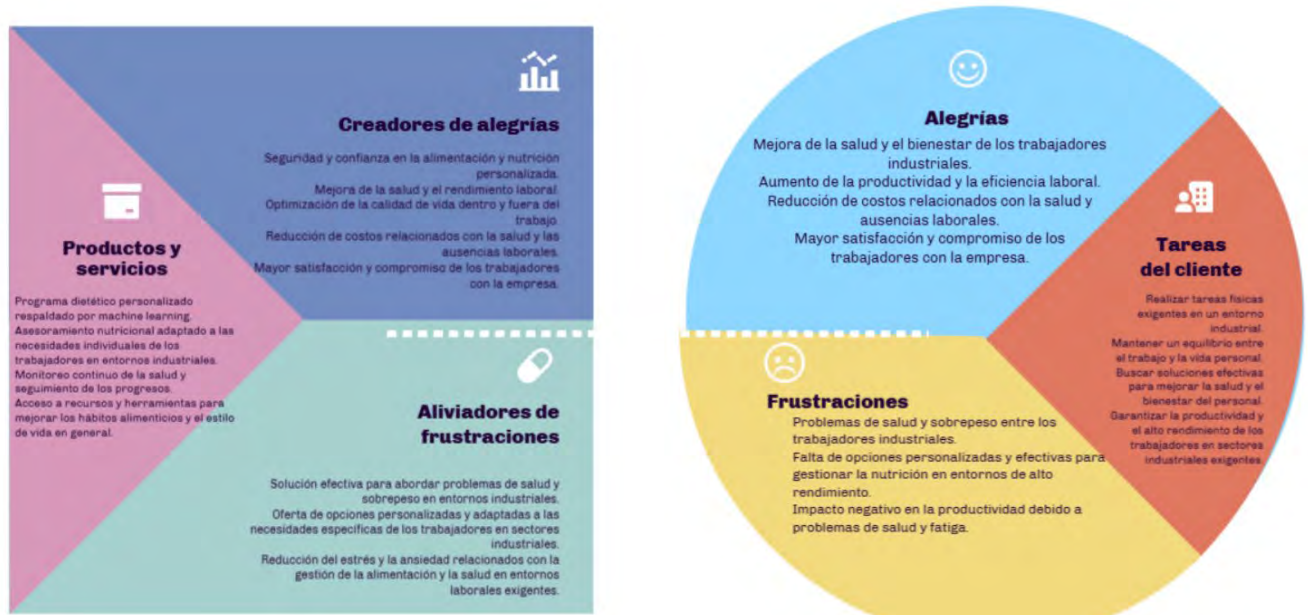 Creadores de alegrías
Seguridad y confianza en la alimentación y nutrición
personalizada.
Mejora de la salud y el rendimiento laboral.
Optimización de la calidad de vida dentro y fuera del
trabajo.
Reducción de costos relacionados con la salud y las
ausencias laborales.
Mayor satisfacción y compromiso de los trabajadores
con la empresa.
Productos y
servicios
Programa dietético personalizado
respaldado por machine learning.
Asesoramiento nutricional adaptado a las
necesidades individuales de los
trabajadores en entornos industriales.
Monitoreo continuo de la salud y
seguimiento de los progresos.
Acceso a recursos y herramientas para
mejorar los hábitos alimenticios y el estilo
de vida en general.
Aliviadores de
frustraciones
Solución efectiva para abordar problemas de salud y
sobrepeso en entornos industriales.
Oferta de opciones personalizadas y adaptadas a las
necesidades específicas de los trabajadores en sectores
industriales.
Reducción del estrés y la ansiedad relacionados con la
gestión de la alimentación y la salud en entornos
laborales exigentes.
Alegrías
Mejora de la salud y el bienestar de los trabajadores
industriales.
Aumento de la productividad y la eficiencia laboral.
Reducción de costos relacionados con la salud y
ausencias laborales.
Mayor satisfacción y compromiso de los
trabajadores con la empresa.
Tareas
del cliente
Realizar tareas físicas
exigentes en un entorno
industrial.
Mantener un equilibrio entre
el trabajo y la vida personal.
Buscar soluciones efectivas
para mejorar la salud y el
bienestar del personal.
Garantizar la productividad y
el alto rendimiento de los
trabajadores en sectores
industriales exigentes.
Frustraciones
Problemas de salud y sobrepeso entre los
trabajadores industriales.
Falta de opciones personalizadas y efectivas para
gestionar la nutrición en entornos de alto
rendimiento.
Impacto negativo en la productividad debido a
problemas de salud y fatiga.